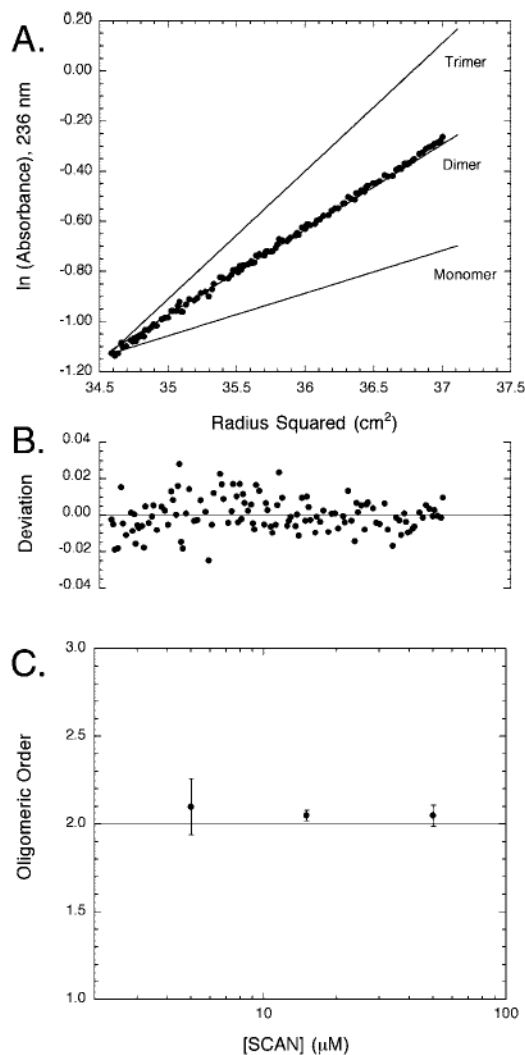 A.
0.20
0.00
-0.20
-0.40
-0.60
-0.80
-1.00
-1.20
ln (Absorbance), 236 nm
Trimer
Dimer
Monomer
34.5 35 35.5 36 36.5 37 37.5
Radius Squared (cm²)
B.
0.04
0.02
0.00
-0.02
-0.04
Deviation
C.
3.0
2.5
2.0
1.5
1.0
Oligomeric Order
10 100
[SCAN] (μM)